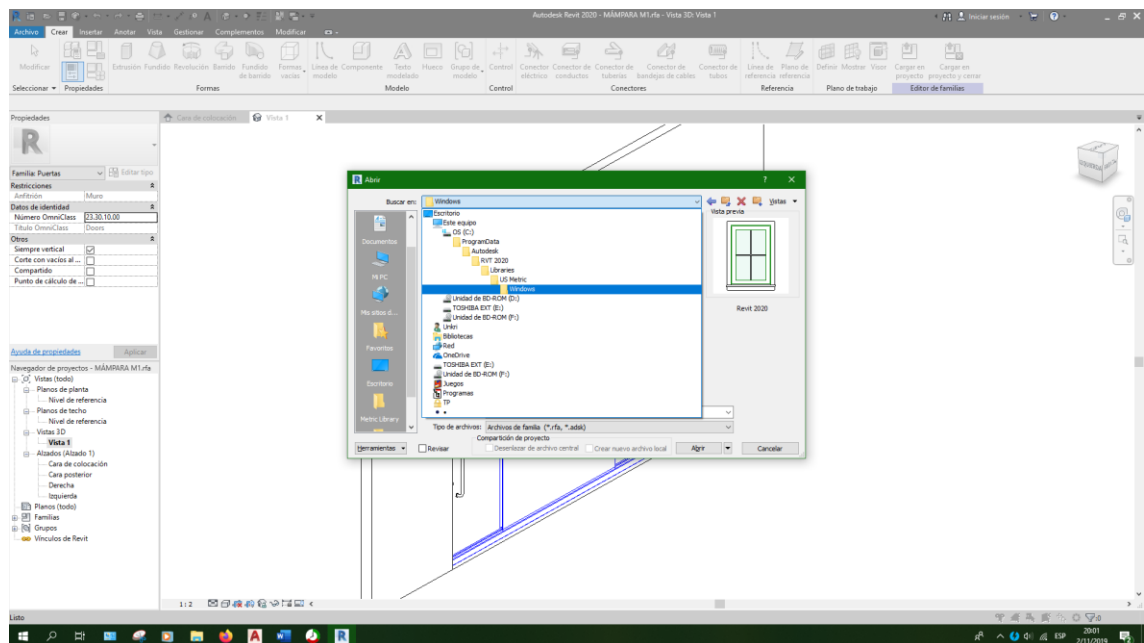 Autodesk Revit 2020 - MÁMPARA M1.rfa - Vista 3D: Vista 1
Iniciar sesión
Archivo Crear Insertar Anotar Vista Gestionar Complementos Modificar
Modificar
Extrusión Fundido Revolución Barrido Fundido de barrido Formas vacías
Línea de modelo Componente Texto modelado Hueco Grupo de modelo
Control
Conector eléctrico Conector de conductos Conector de tuberías Conector de bandejas de cables Conector de tubos
Línea de referencia Plano de referencia
Definir Mostrar Visor
Cargar en proyecto Cargar en proyecto y cerrar
Seleccionar Propiedades Formas Modelo Control Conectores Referencia Plano de trabajo Editor de familias
Propiedades
Cara de colocación Vista 1
R
Familia: Puertas Editar tipo
Restricciones
Anfitrión Muro
Datos de identidad
Número OmniClass 23.30.10.00
Título OmniClass Doors
Otros
Siempre vertical
Corte con vacíos al ...
Compartido
Punto de cálculo de ...
Ayuda de propiedades Aplicar
Navegador de proyectos - MÁMPARA M1.rfa
Vistas (todo)
Planos de planta
Nivel de referencia
Planos de techo
Nivel de referencia
Vistas 3D
Vista 1
Alzados (Alzado 1)
Cara de colocación
Cara posterior
Derecha
Izquierda
Planos (todo)
Familias
Grupos
Vínculos de Revit
Abrir
Buscar en: Windows
Vistas
Vista previa
Documentos
Mi PC
Mis sitios d...
Favoritos
Escritorio
Metric Library
Escritorio
Este equipo
OS (C:)
ProgramData
Autodesk
RVT 2020
Libraries
US Metric
Windows
Unidad de BD-ROM (D:)
TOSHIBA EXT (E:)
Unidad de BD-ROM (F:)
Unkri
Bibliotecas
Red
OneDrive
TOSHIBA EXT (E:)
Unidad de BD-ROM (F:)
Juegos
Programas
TP
Revit 2020
Tipo de archivos: Archivos de familia (*.rfa, *.adsk)
Compartición de proyecto
Herramientas Revisar Desenlazar de archivo central Crear nuevo archivo local Abrir Cancelar
1:2
Listo
ESP
20:01
2/11/2019